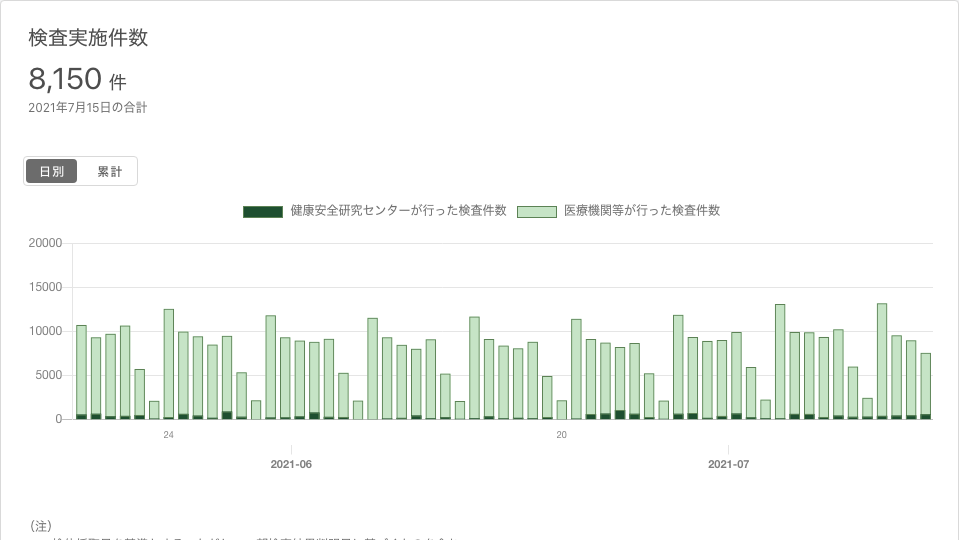 検査実施件数
8,150 件
2021年7月15日の合計
日別 累計
健康安全研究センターが行った検査件数 医療機関等が行った検査件数
20000
15000
10000
5000
0
24 20
2021-06 2021-07
（注）